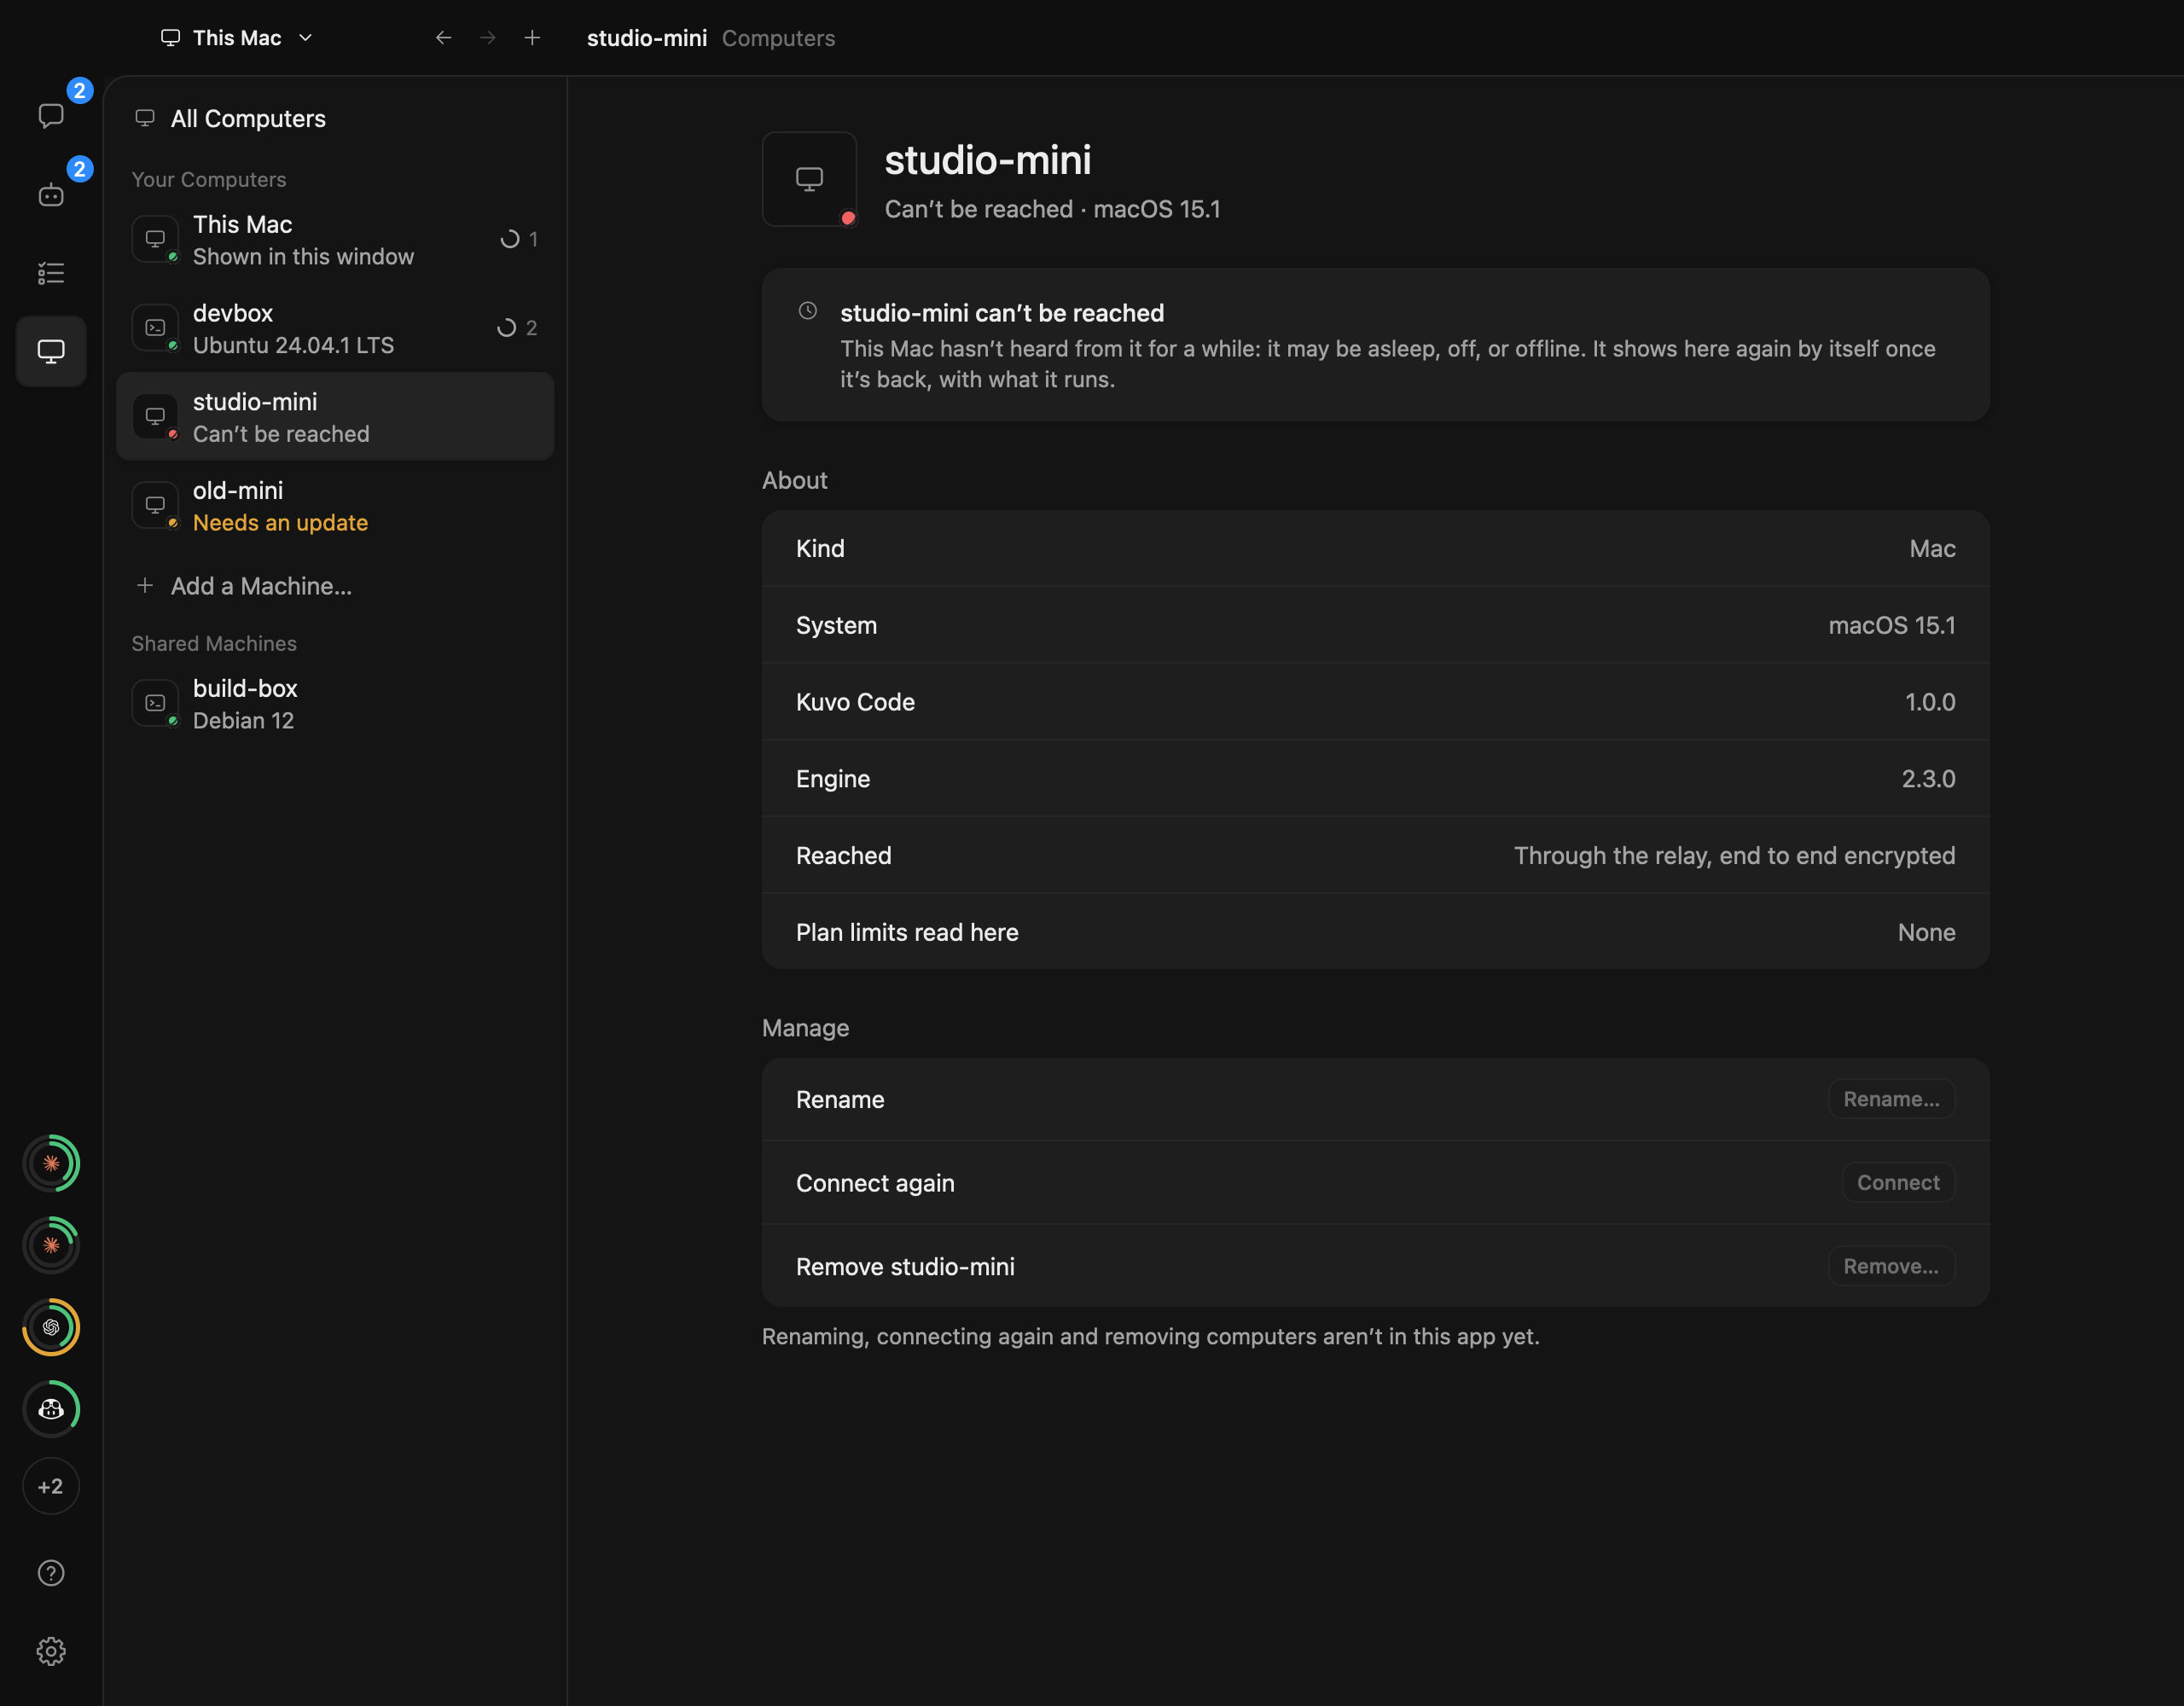 This Mac
studio-mini Computers
2
2
All Computers
Your Computers
This Mac
Shown in this window
1
devbox
Ubuntu 24.04.1 LTS
2
studio-mini
Can’t be reached
old-mini
Needs an update
Add a Machine...
Shared Machines
build-box
Debian 12
+2
studio-mini
Can’t be reached · macOS 15.1
studio-mini can’t be reached
This Mac hasn’t heard from it for a while: it may be asleep, off, or offline. It shows here again by itself once
it’s back, with what it runs.
About
Kind Mac
System macOS 15.1
Kuvo Code 1.0.0
Engine 2.3.0
Reached Through the relay, end to end encrypted
Plan limits read here None
Manage
Rename Rename...
Connect again Connect
Remove studio-mini Remove...
Renaming, connecting again and removing computers aren’t in this app yet.